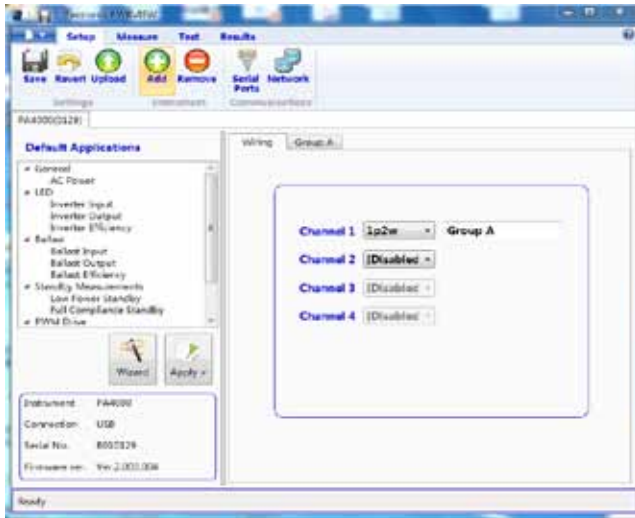 Tektronix PWRVIEW
Setup Measure Test Results
Save Revert Upload Add Remove Serial Ports Network
Settings Instrument Communications
PA4000(0129)
Default Applications
Wiring Group A
General
AC Power
LED
Inverter Input
Inverter Output
Inverter Efficiency
Ballast
Ballast Input
Ballast Output
Ballast Efficiency
Standby Measurements
Low Power Standby
Full Compliance Standby
PWM Drive
Channel 1 1p2w Group A
Channel 2 (Disabled
Channel 3 (Disabled
Channel 4 (Disabled
Wizard Apply
Instrument PA4000
Connection USB
Serial No.
Firmware ver.
Ready